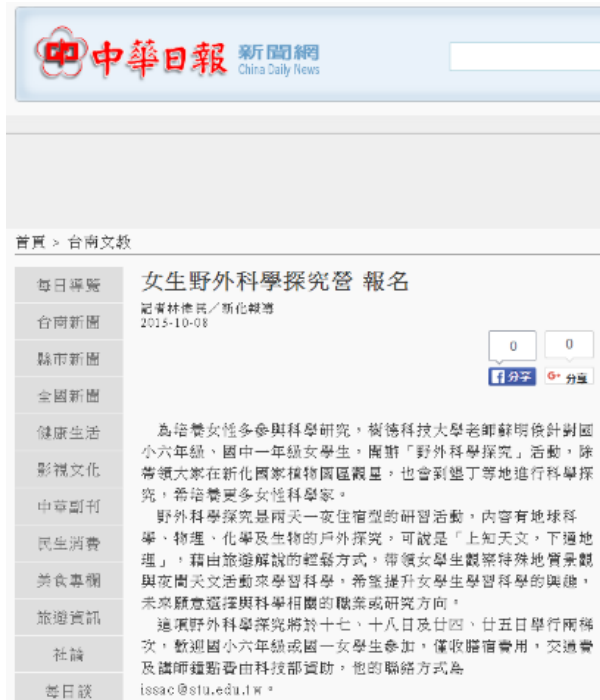 中華日報 新聞網
China Daily News
首頁 > 台南文教
每日導覽
台南新聞
縣市新聞
全國新聞
健康生活
影視文化
中華副刊
民生消費
美食專欄
旅遊資訊
社論
每日談
女生野外科學探究營 報名
記者林偉民／新化報導
2015-10-08
0
0
分享
G+ 分享
為培養女性多參與科學研究，樹德科技大學老師蘇明俊針對國
小六年級、國中一年級女學生，開辦「野外科學探究」活動，除
帶領大家在新化國家植物園區觀星，也會到墾丁等地進行科學探
究，希培養更多女性科學家。
野外科學探究是兩天一夜住宿型的研習活動，內容有地球科
學、物理、化學及生物的戶外探究，可說是「上知天文，下通地
理」，藉由旅遊解說的輕鬆方式，帶領女學生觀察特殊地質景觀
與夜間天文活動來學習科學，希望提升女學生學習科學的興趣，
未來願意選擇與科學相關的職業或研究方向。
這項野外科學探究將於十七、十八日及廿四、廿五日舉行兩梯
次，歡迎國小六年級或國一女學生參加，僅收膳宿費用，交通費
及講師鐘點費由科技部資助，他的聯絡方式為
issac@stu.edu.tw。